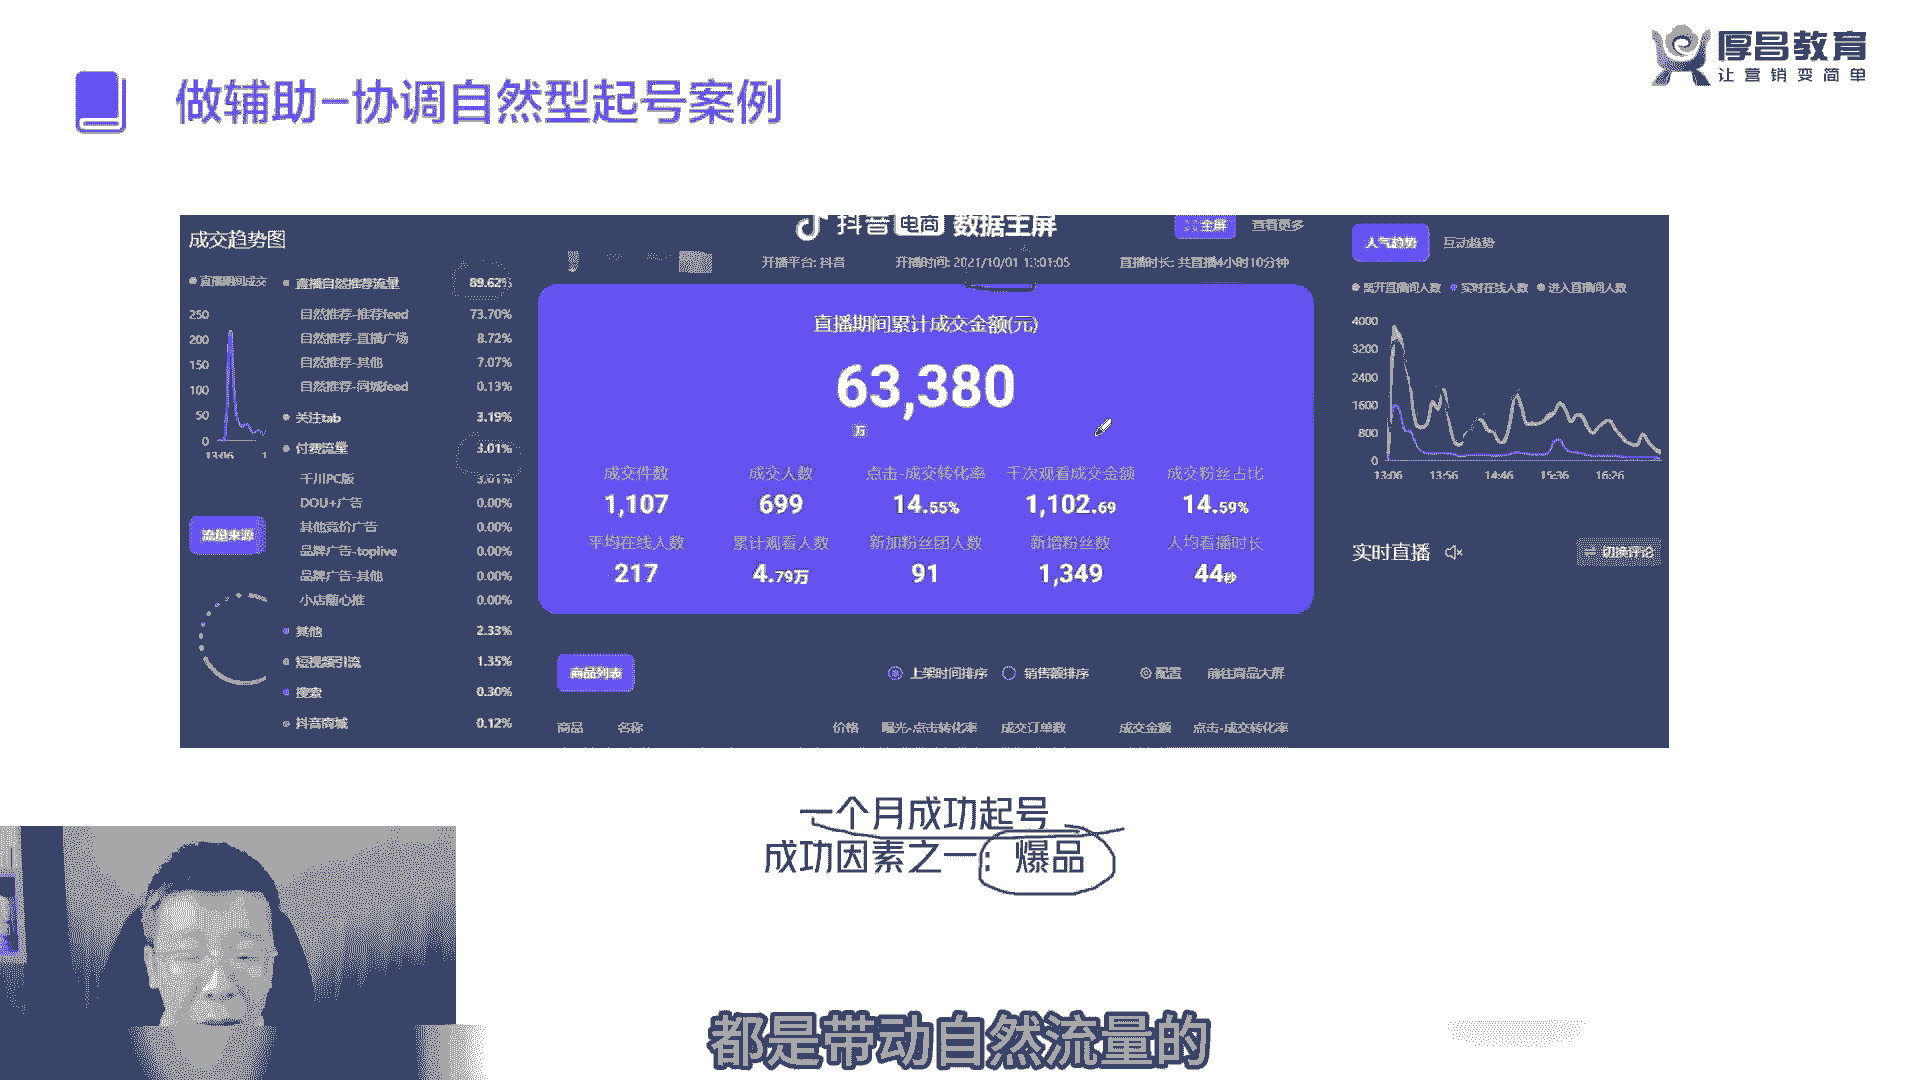 厚昌教育
让营销变简单
做辅助-协调自然型起号案例
成交趋势图
抖音 电商 数据主屏
全屏
查看更多
开播平台: 抖音
开播时间: 2021/10/01 13:01:05
直播时长: 共直播4小时10分钟
人气趋势
互动趋势
直播期间成交
250
200
150
100
50
0
13:06
1
直播自然推荐流量 89.62%
自然推荐-推荐feed 73.70%
自然推荐-直播广场 8.72%
自然推荐-其他 7.07%
自然推荐-同城feed 0.13%
关注tab 3.19%
付费流量 3.01%
千川PC版 3.01%
DOU+广告 0.00%
其他竞价广告 0.00%
品牌广告-toplive 0.00%
品牌广告-其他 0.00%
小店随心推 0.00%
其他 2.33%
短视频引流 1.35%
搜索 0.30%
抖音商城 0.12%
流量来源
直播期间累计成交金额(元)
63,380
万
成交件数 成交人数 点击-成交转化率 千次观看成交金额 成交粉丝占比
1,107 699 14.55% 1,102.69 14.59%
平均在线人数 累计观看人数 新加粉丝团人数 新增粉丝数 人均看播时长
217 4.79万 91 1,349 44秒
商品列表
上架时间排序
销售额排序
配置
前往商品大屏
商品 名称 价格 曝光-点击转化率 成交订单数 成交金额 点击-成交转化率
离开直播间人数 实时在线人数 进入直播间人数
4000
3200
2400
1600
800
0
13:06 13:56 14:46 15:36 16:26
实时直播
切换评论
一个月成功起号
成功因素之一: 爆品
都是带动自然流量的